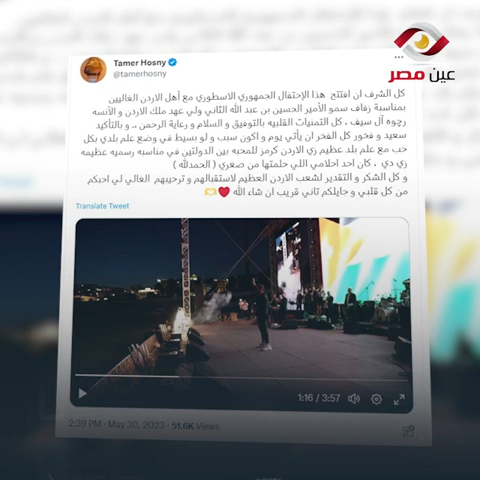 عين مصر
Tamer Hosny
@tamerhosny
كل الشرف ان افتتح هذا الإحتفال الجمهوري الاسطوري مع أهل الاردن الغاليين
بمناسبة زفاف سمو الأمير الحسين بن عبد الله الثاني ولي عهد ملك الاردن و الآنسه
رجوه آل سيف ، كل التمنيات القلبيه بالتوفيق و السلام و رعاية الرحمن .. و بالتأكيد
سعيد و فخور كل الفخر ان يأتي يوم و اكون سبب و لو بسيط في وضع علم بلدي بكل
حب مع علم بلد عظيم زي الاردن كرمز للمحبه بين الدولتين في مناسبه رسميه عظيمه
زي دي ، كان احد احلامي اللي حلمتها من صغري ( الحمدالله )
و كل الشكر و التقدير لشعب الاردن العظيم لاستقبالهم و ترحيبهم الغالي لي احبكم
من كل قلبي و جايلكم تاني قريب ان شاء الله ❤️🫶
Translate Tweet
1:16 / 3:57
2:39 PM · May 30, 2023 · 51.6K Views